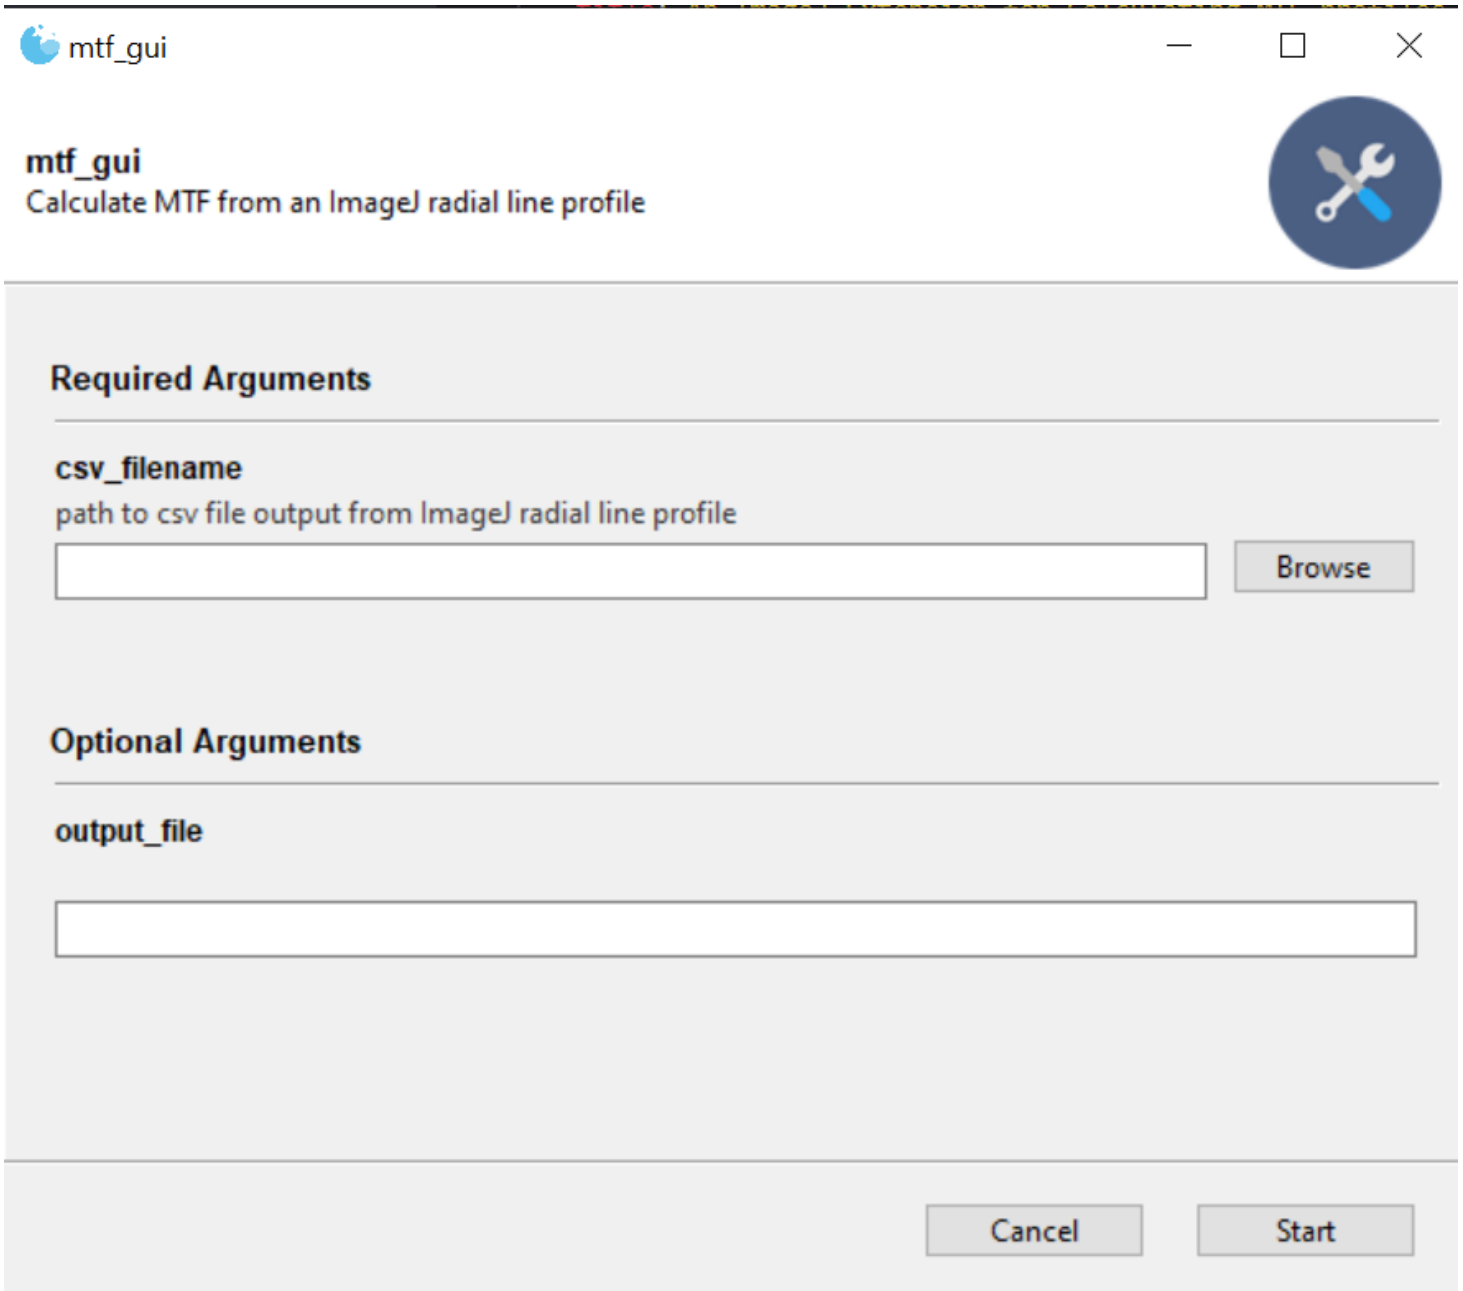 mtf_gui
mtf_gui
Calculate MTF from an ImageJ radial line profile
Required Arguments
csv_filename
path to csv file output from ImageJ radial line profile
Browse
Optional Arguments
output_file
Cancel
Start